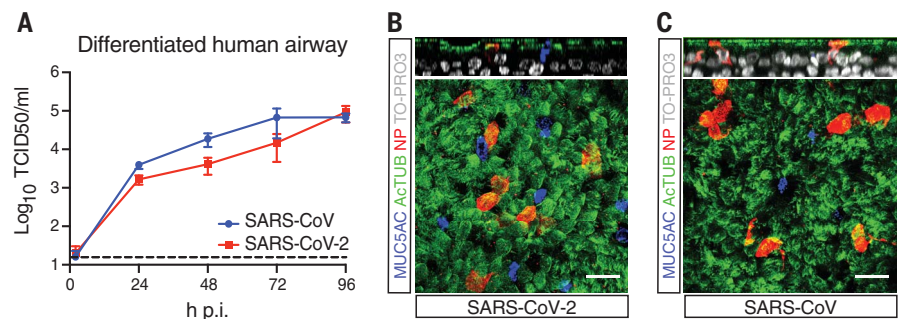 A
Differentiated human airway
Log10 TCID50/ml
6
5
4
3
2
1
0
24
48
72
96
h p.i.
SARS-CoV
SARS-CoV-2
B
MUC5AC AcTUB NP TO-PRO3
SARS-CoV-2
C
MUC5AC AcTUB NP TO-PRO3
SARS-CoV